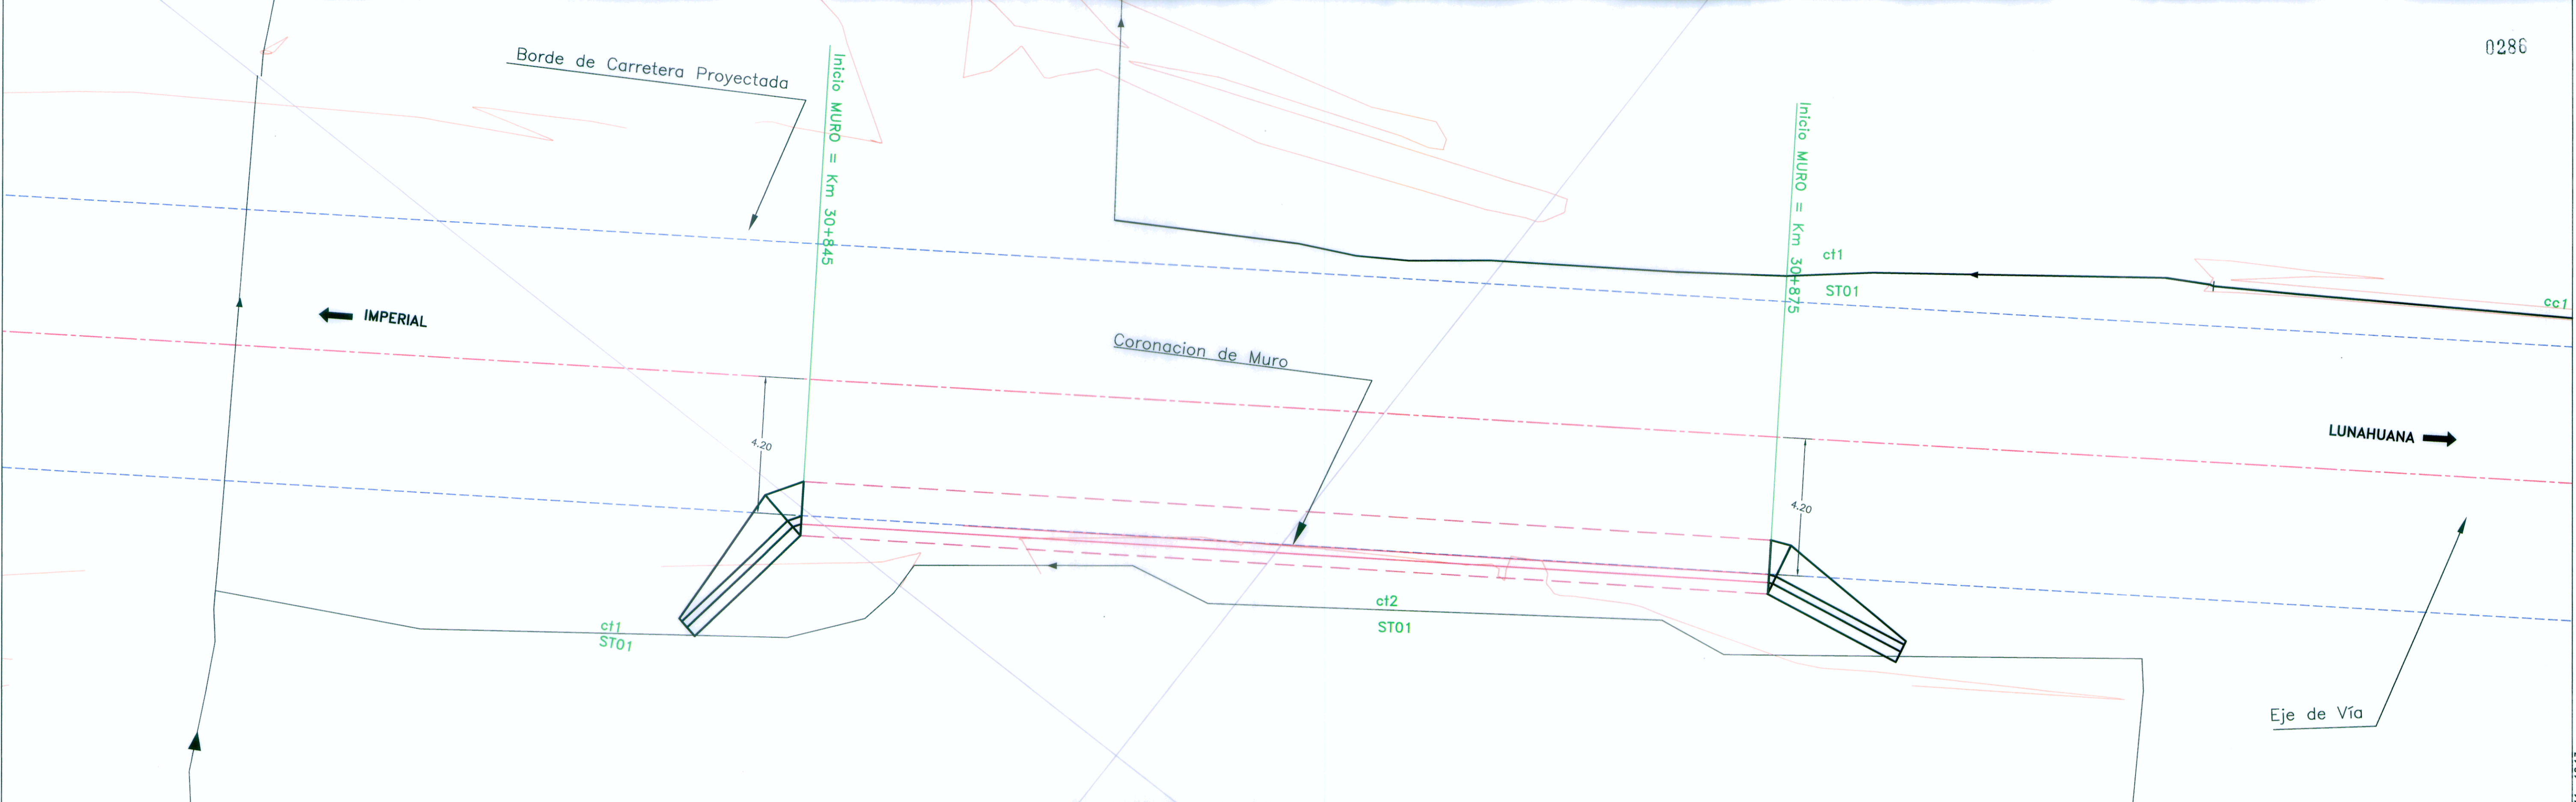 0286
Borde de Carretera Proyectada
Inicio MURO = Km 30+845
Inicio MURO = Km 30+875
ct1
ST01
cc1
IMPERIAL
Coronacion de Muro
LUNAHUANA
4.20
4.20
ct1
ST01
ct2
ST01
Eje de Vía